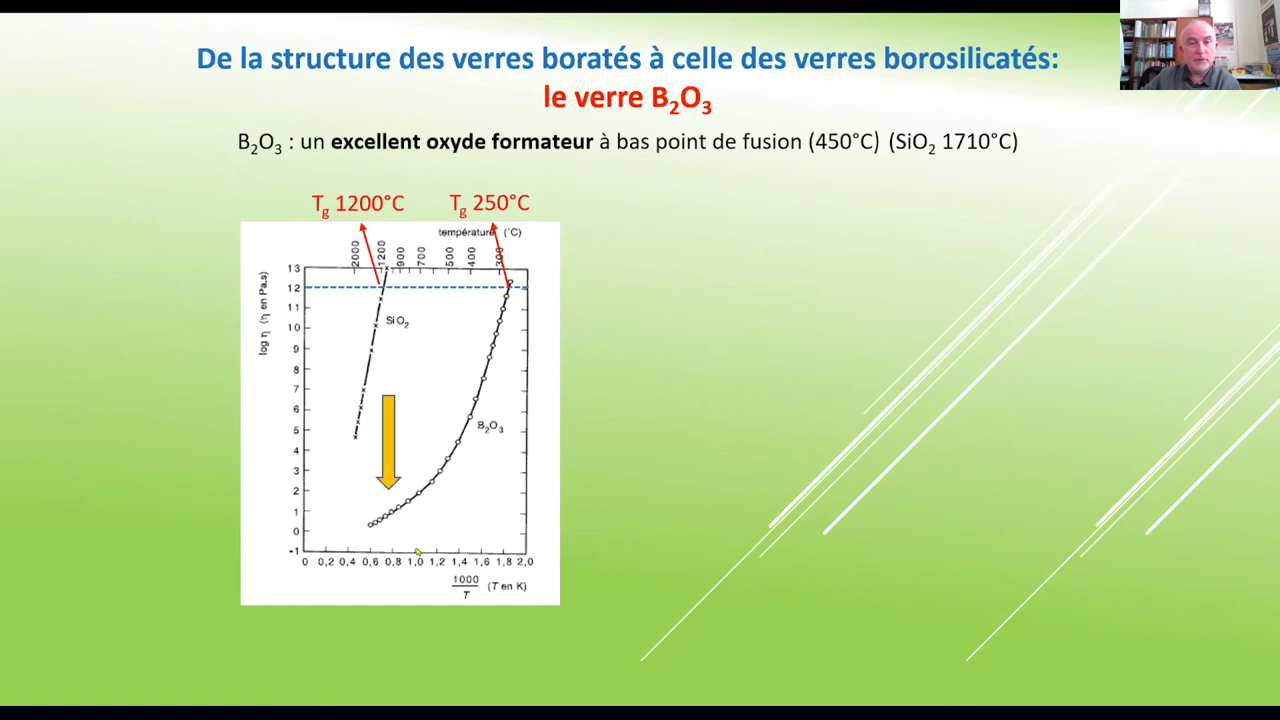 De la structure des verres boratés à celle des verres borosilicatés:
le verre B₂O₃
B₂O₃ : un excellent oxyde formateur à bas point de fusion (450°C) (SiO₂ 1710°C)
Tg 1200°C Tg 250°C
température (°C)
2000 1200 900 700 500 400 300
log η (η en Pa.s)
13
12
11
10
9
8
7
6
5
4
3
2
1
0
-1
SiO₂
B₂O₃
0 0,2 0,4 0,6 0,8 1,0 1,2 1,4 1,6 1,8 2,0
1000
T
(T en K)